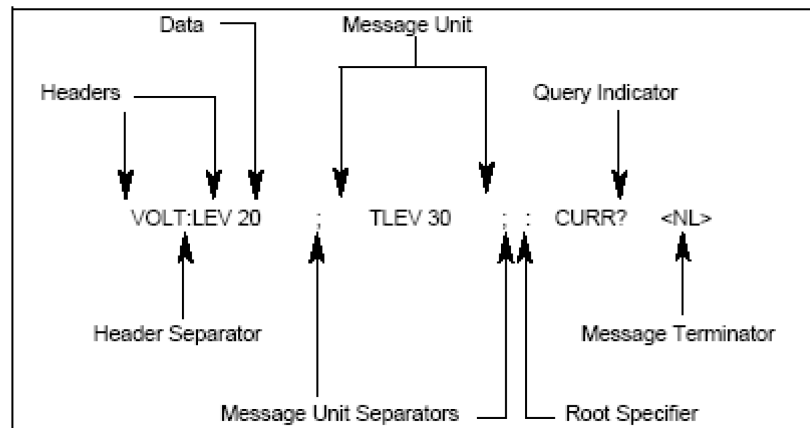 Data Message Unit
Headers Query Indicator
VOLT:LEV 20 ; TLEV 30 ; : CURR? <NL>
Header Separator Message Terminator
Message Unit Separators Root Specifier